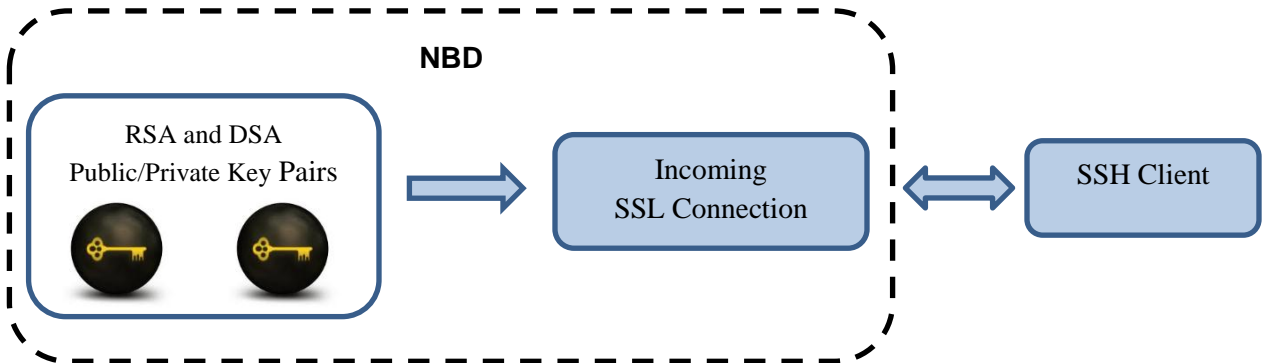 NBD
RSA and DSA
Public/Private Key Pairs
Incoming
SSL Connection
SSH Client